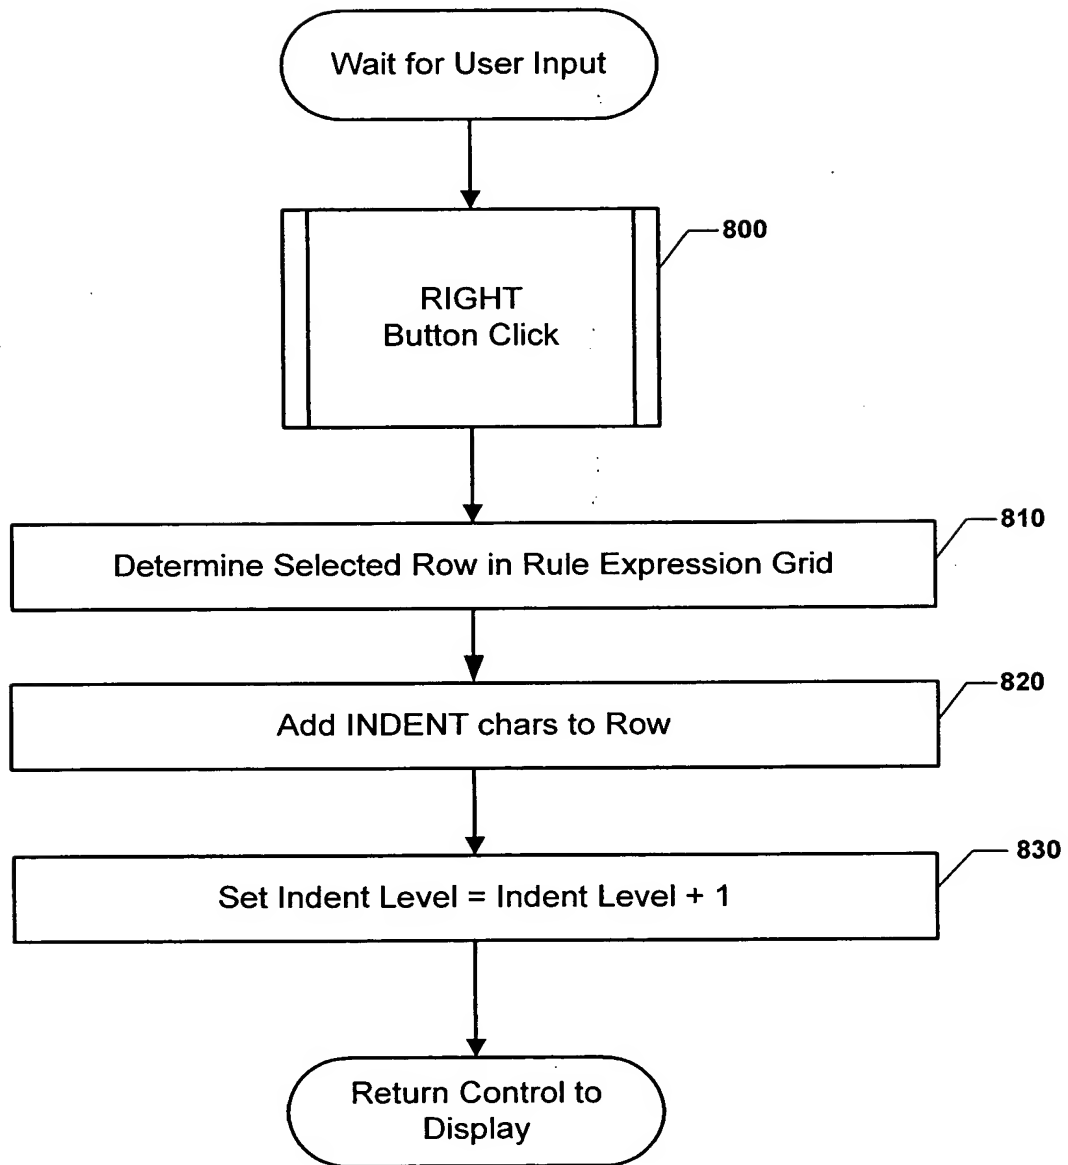 Wait for User Input
800
RIGHT
Button Click
810
Determine Selected Row in Rule Expression Grid
820
Add INDENT chars to Row
830
Set Indent Level = Indent Level + 1
Return Control to
Display